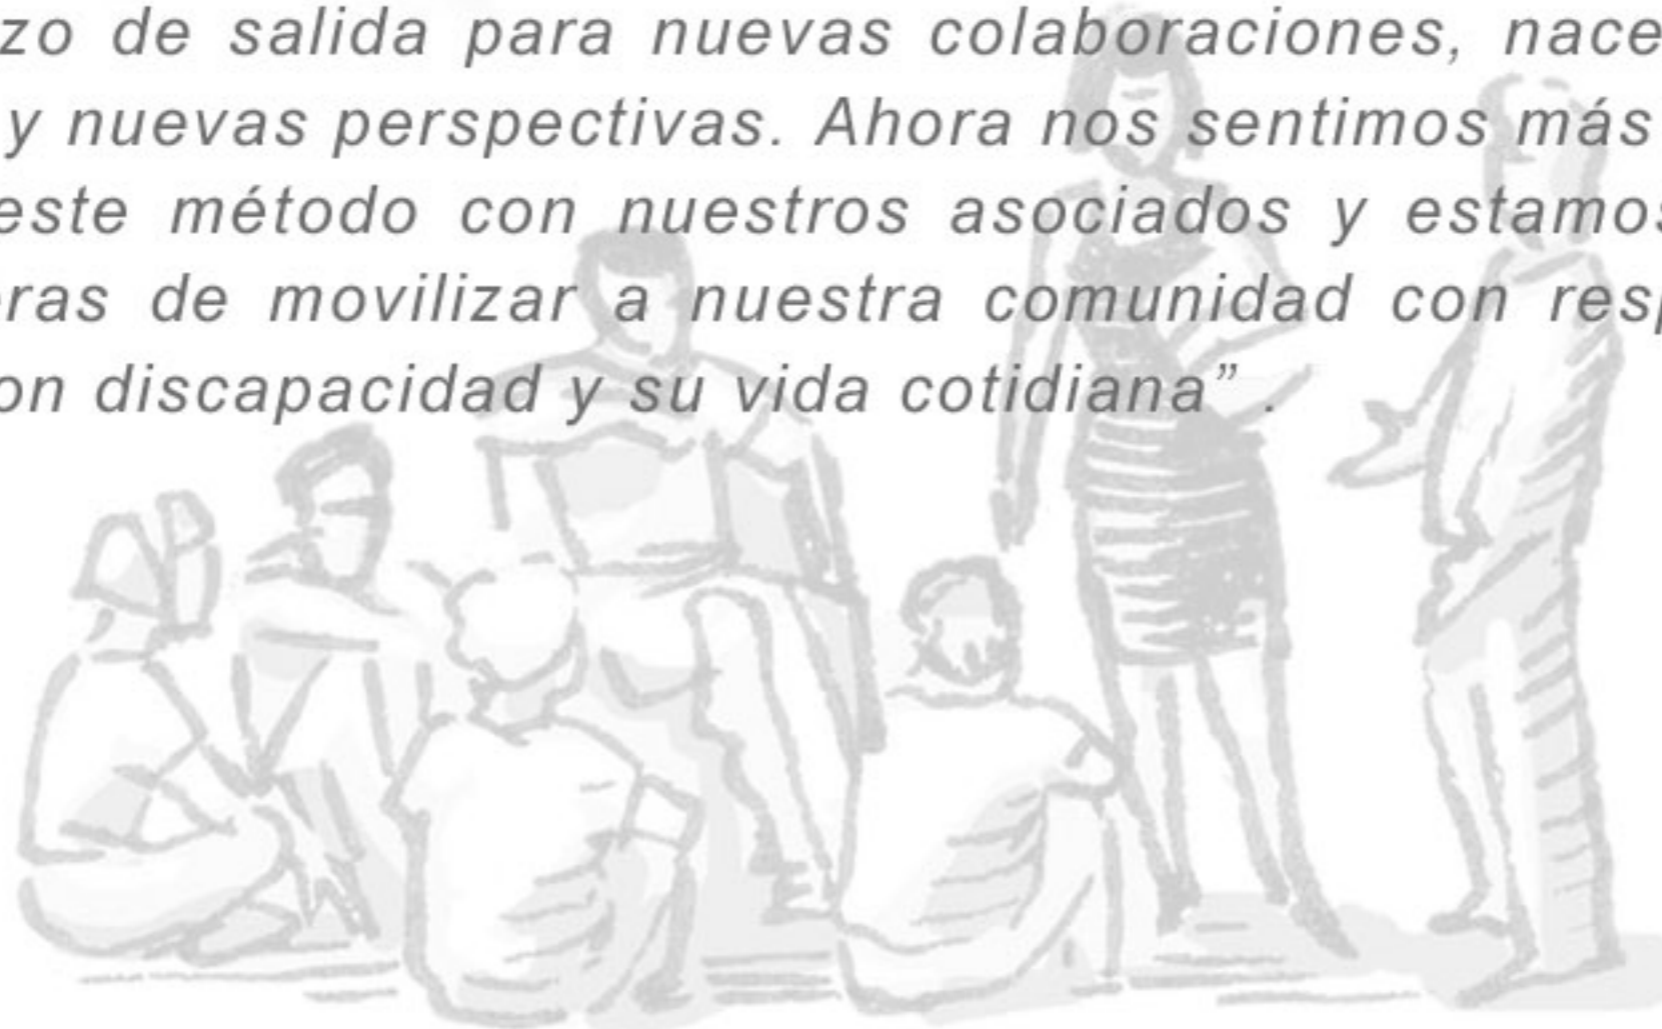 zo de salida para nuevas colaboraciones, nace
y nuevas perspectivas. Ahora nos sentimos más
este método con nuestros asociados y estamos
ras de movilizar a nuestra comunidad con resp
on discapacidad y su vida cotidiana” .